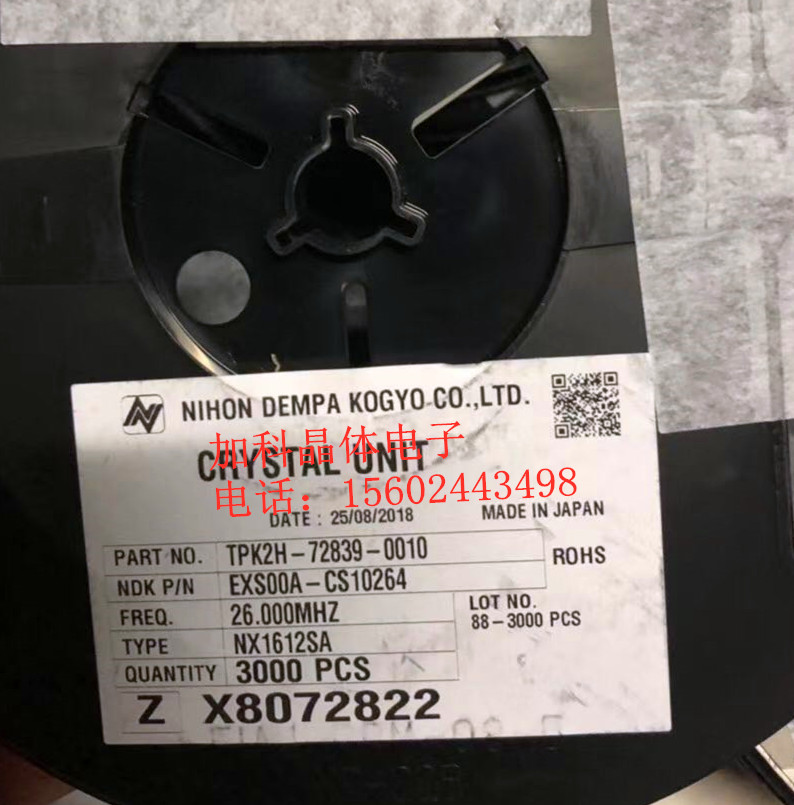 NIHON DEMPA KOGYO CO.,LTD.
加科晶体电子
CRYSTAL UNIT
电话：15602443498
DATE : 25/08/2018
MADE IN JAPAN
PART NO. TPK2H-72839-0010
ROHS
NDK P/N EXS00A-CS10264
FREQ. 26.000MHZ
LOT NO.
88-3000 PCS
TYPE NX1612SA
QUANTITY 3000 PCS
Z X8072822